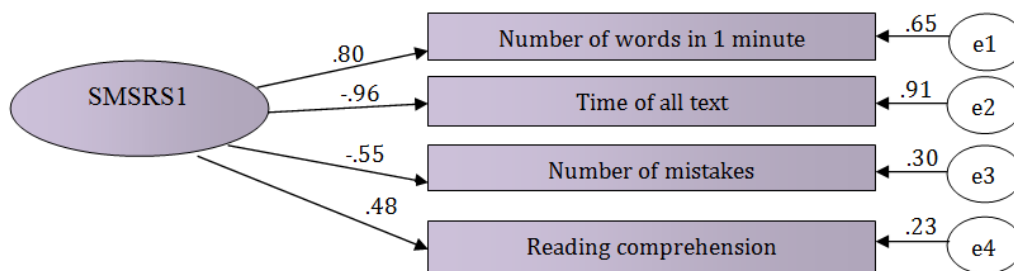 SMSRS1
.80
Number of words in 1 minute
.65
e1
-.96
Time of all text
.91
e2
-.55
Number of mistakes
.30
e3
.48
Reading comprehension
.23
e4